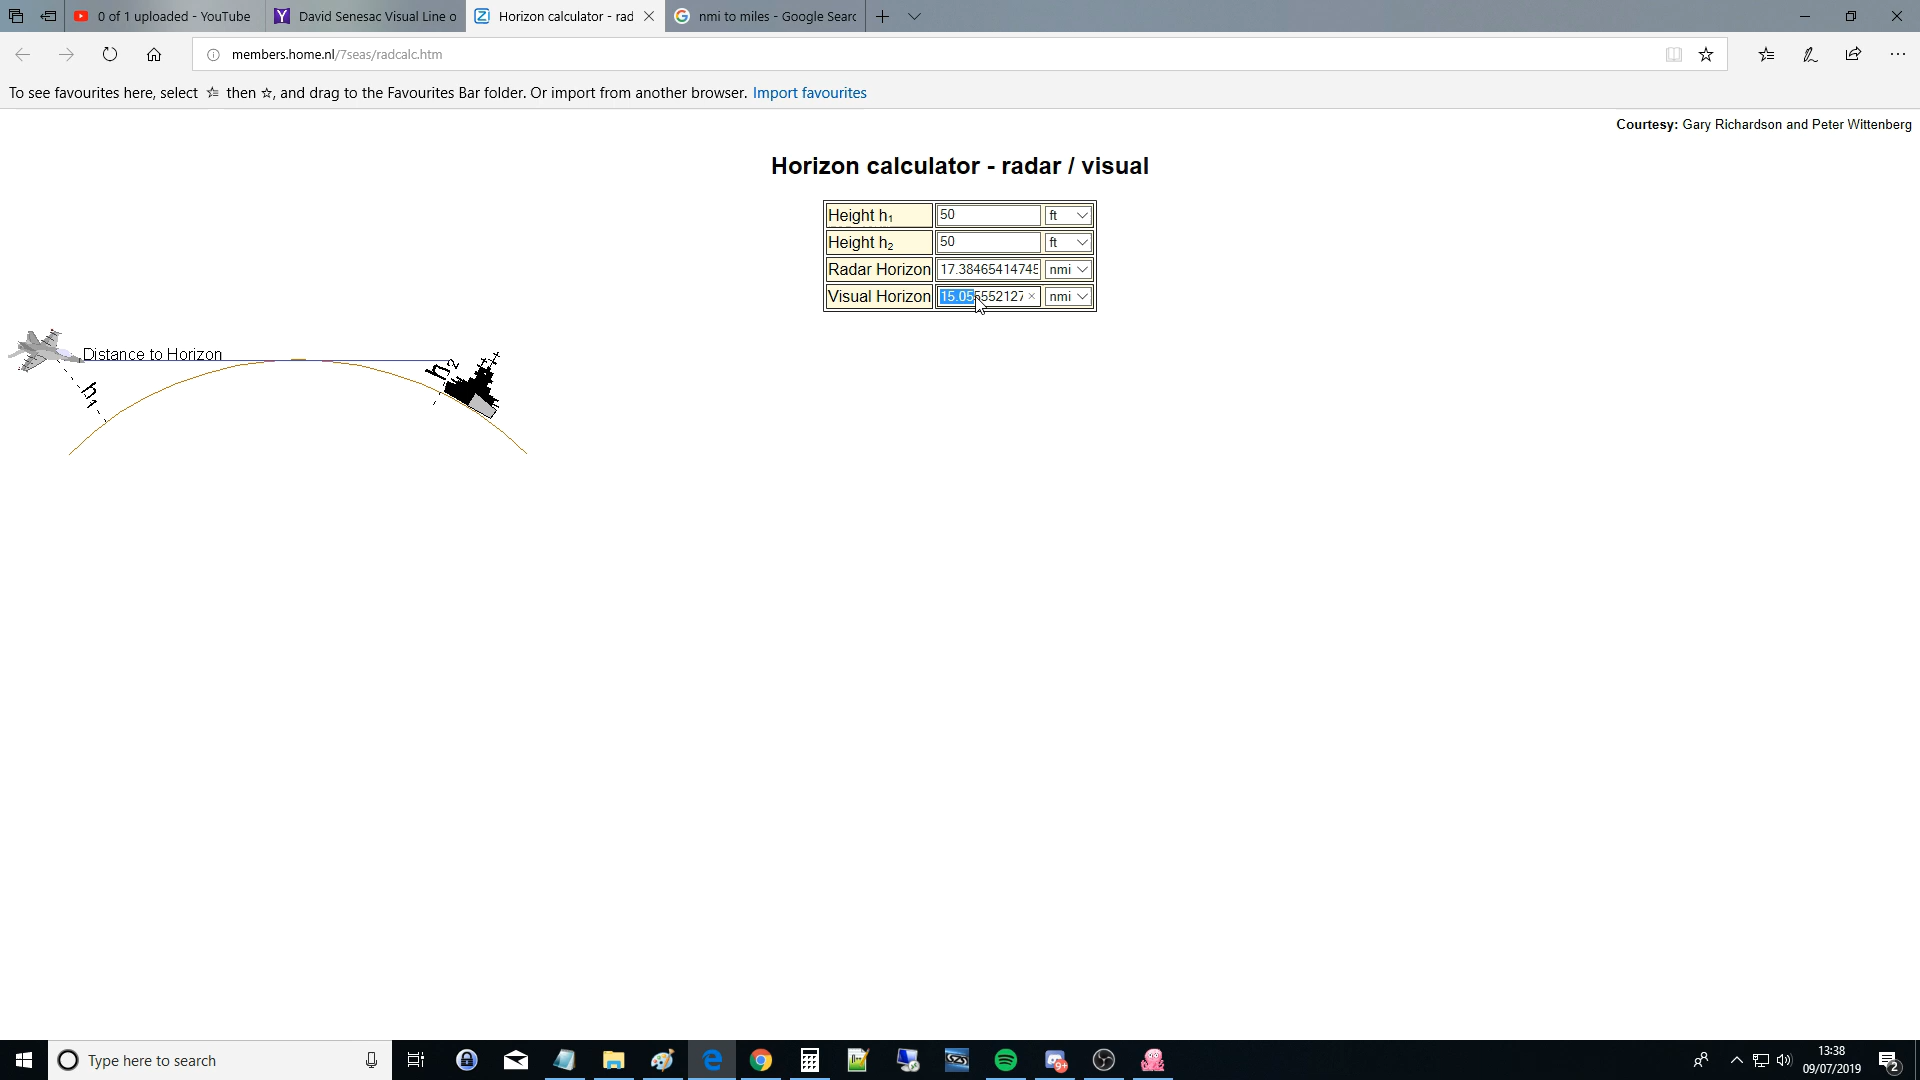 0 of 1 uploaded - YouTube
David Senesac Visual Line o
Horizon calculator - rad
nmi to miles - Google Searc
members.home.nl/7seas/radcalc.htm
To see favourites here, select then , and drag to the Favourites Bar folder. Or import from another browser. Import favourites
Courtesy: Gary Richardson and Peter Wittenberg
Horizon calculator - radar / visual
Height h₁ 50 ft
Height h₂ 50 ft
Radar Horizon 17.38465414745 nmi
Visual Horizon 15.055552127 nmi
Distance to Horizon
h₁
h₂
Type here to search
13:38
09/07/2019
2